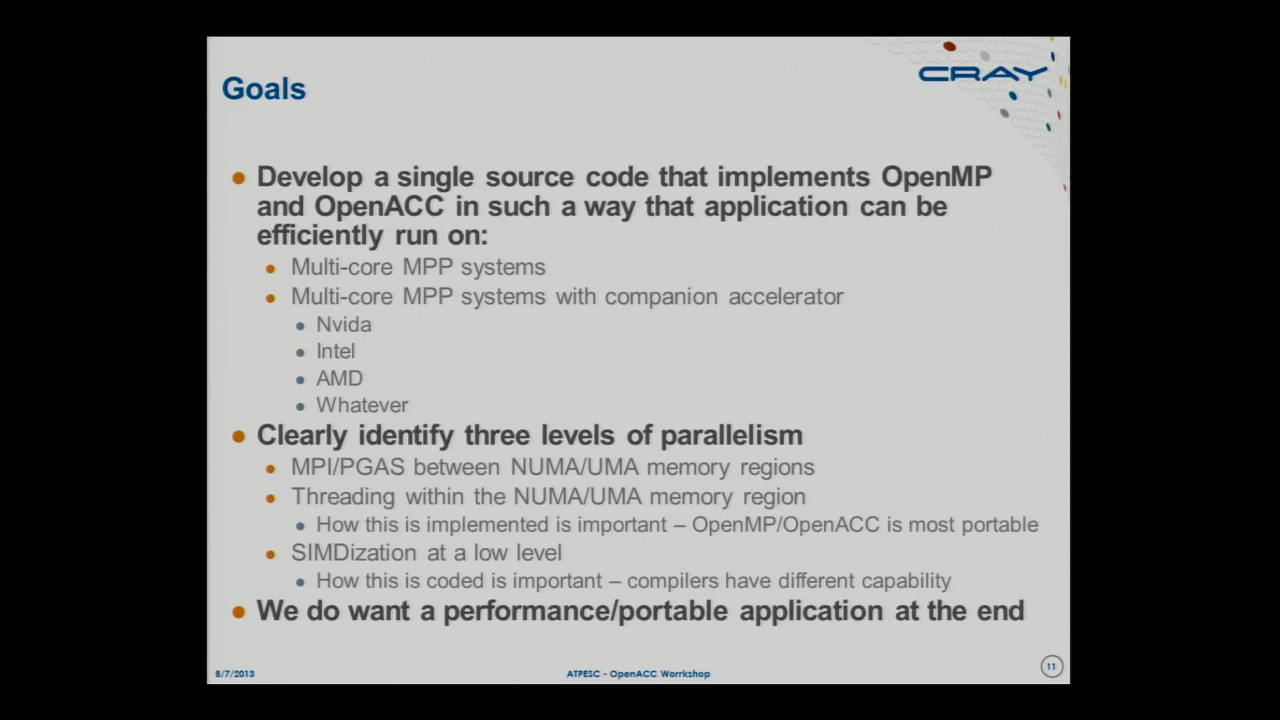 CRAY
Goals
Develop a single source code that implements OpenMP
and OpenACC in such a way that application can be
efficiently run on:
Multi-core MPP systems
Multi-core MPP systems with companion accelerator
Nvida
Intel
AMD
Whatever
Clearly identify three levels of parallelism
MPI/PGAS between NUMA/UMA memory regions
Threading within the NUMA/UMA memory region
How this is implemented is important – OpenMP/OpenACC is most portable
SIMDization at a low level
How this is coded is important – compilers have different capability
We do want a performance/portable application at the end
8/7/2013
ATPESC - OpenACC Worrkshop
11